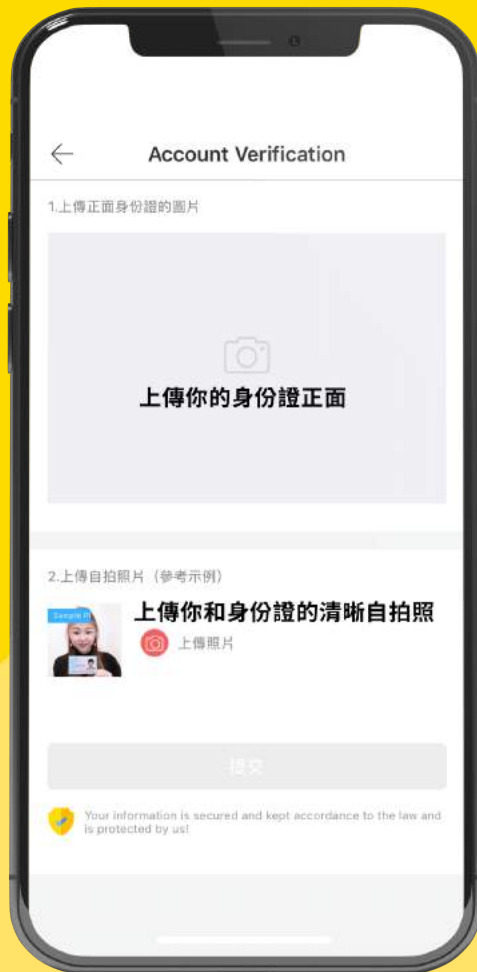 Account Verification
1.上傳正面身份證的圖片
上傳你的身份證正面
2.上傳自拍照片（參考示例）
上傳你和身份證的清晰自拍照
上傳照片
提交
Your information is secured and kept accordance to the law and
is protected by us!